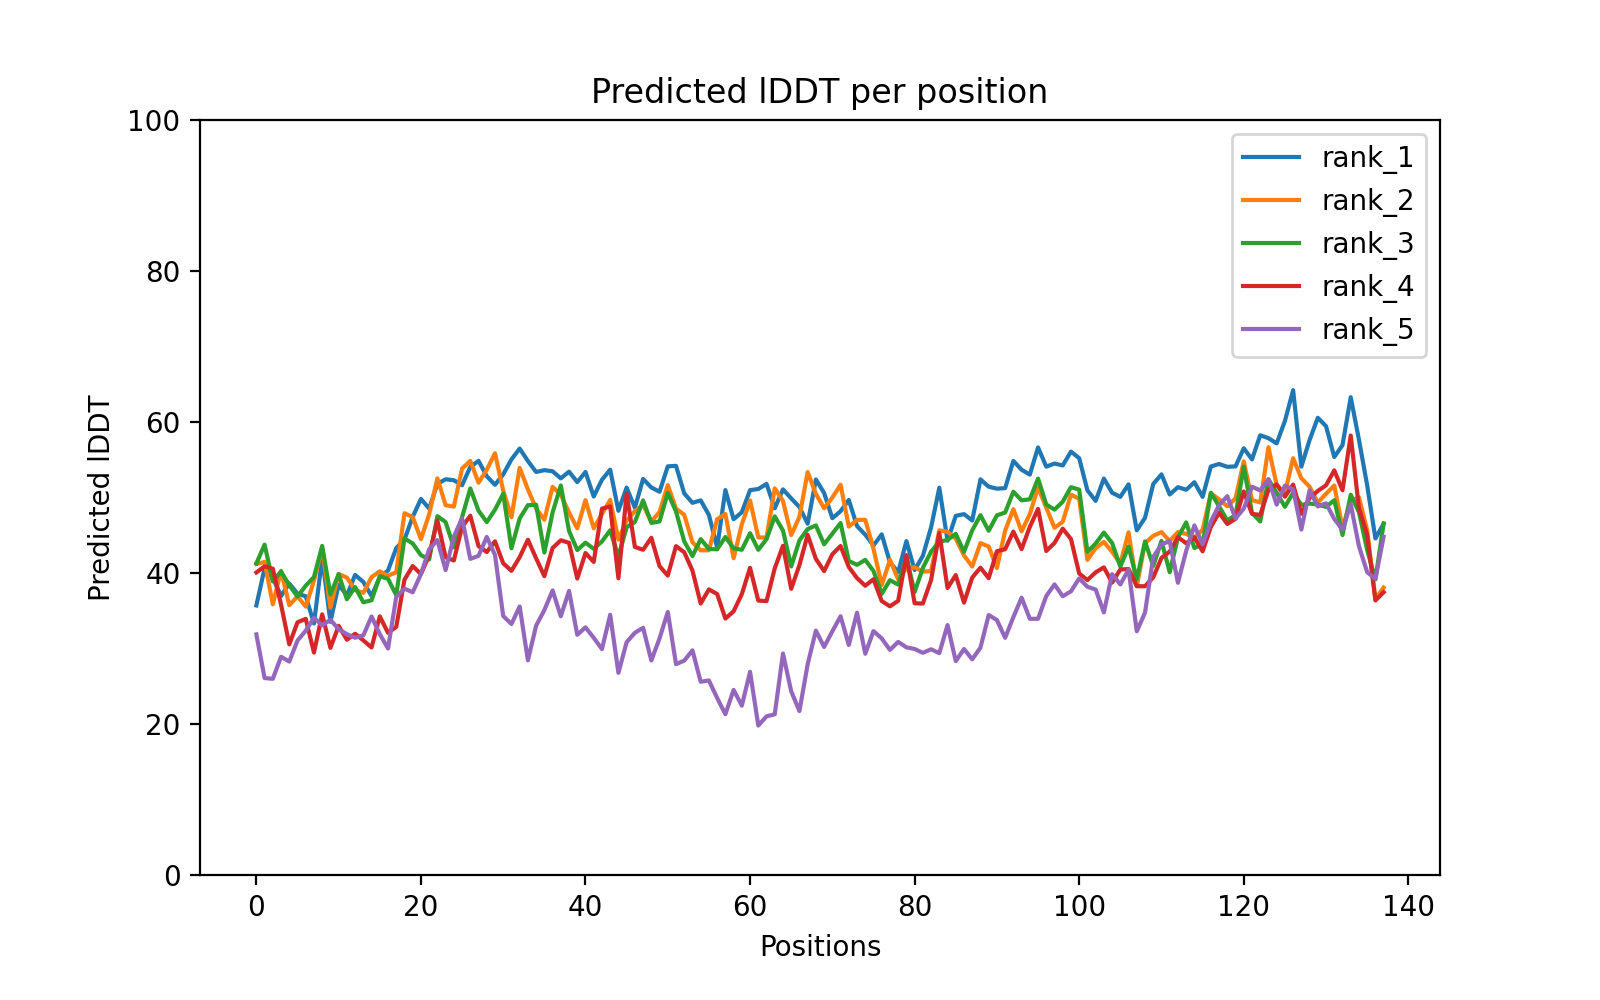 Predicted lDDT per position
100
80
60
40
20
0
Predicted lDDT
rank_1
rank_2
rank_3
rank_4
rank_5
0 20 40 60 80 100 120 140
Positions